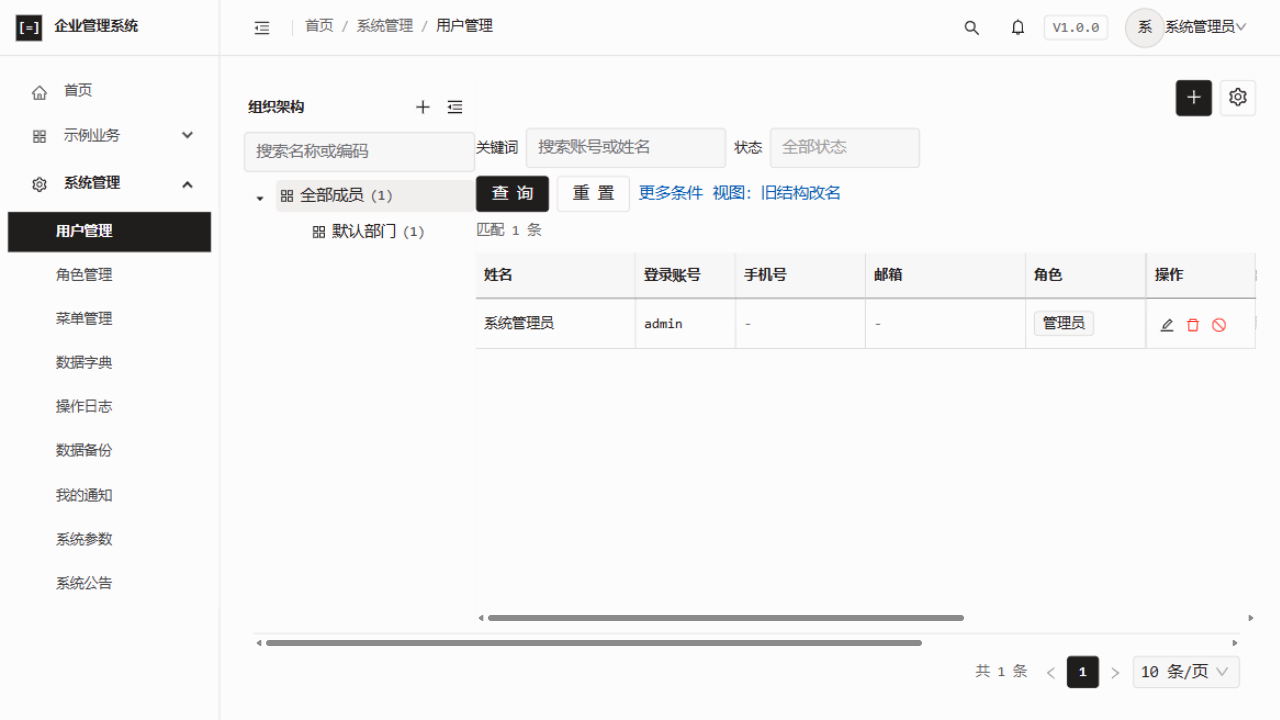 [=] 企业管理系统
首页 / 系统管理 / 用户管理
V1.0.0
系 系统管理员
首页
示例业务
系统管理
用户管理
角色管理
菜单管理
数据字典
操作日志
数据备份
我的通知
系统参数
系统公告
组织架构
搜索名称或编码
全部成员 (1)
默认部门 (1)
关键词 搜索账号或姓名 状态 全部状态
查 询 重 置 更多条件 视图: 旧结构改名
匹配 1 条
姓名 登录账号 手机号 邮箱 角色 操作
系统管理员 admin - - 管理员
共 1 条 < 1 > 10 条/页